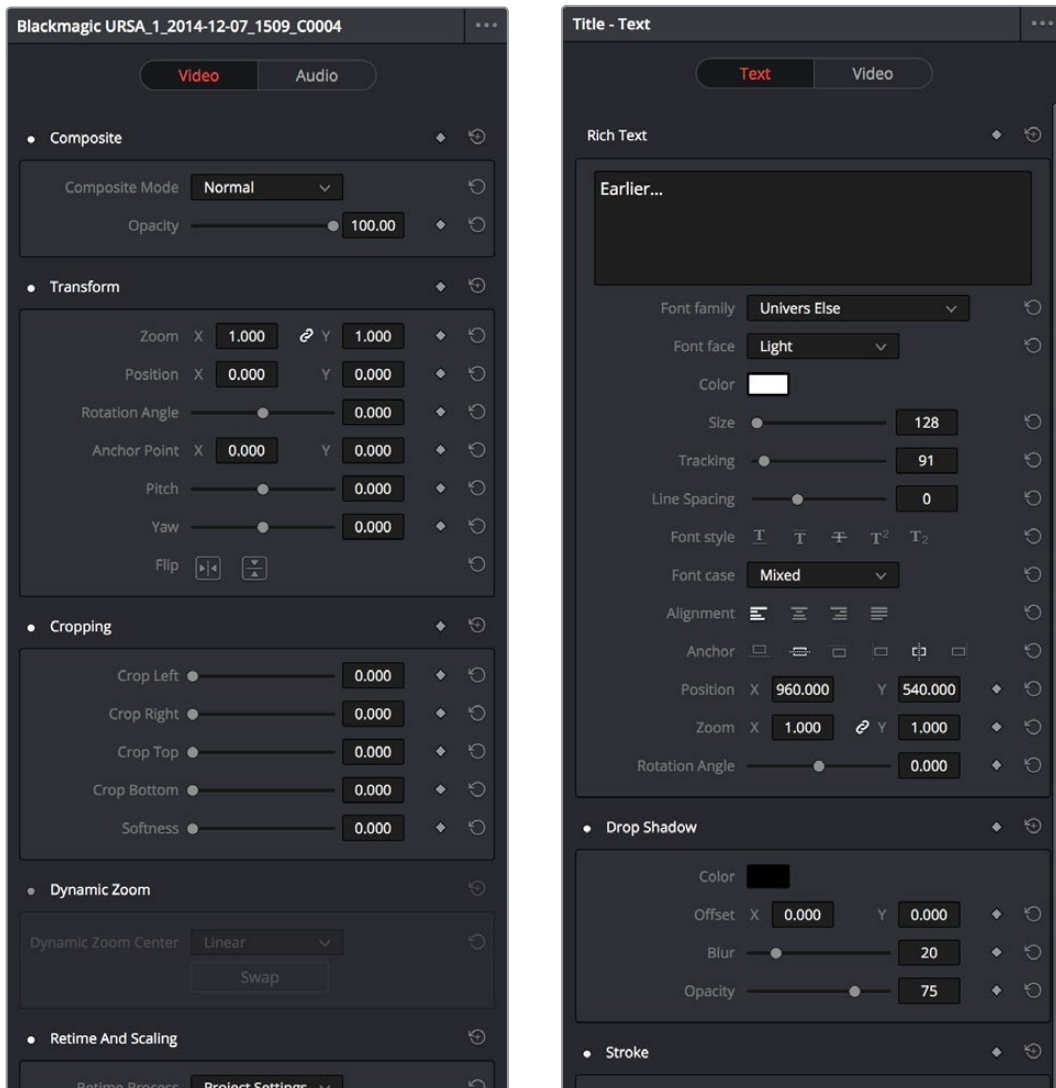 Blackmagic URSA_1_2014-12-07_1509_C0004
Video Audio
Composite
Composite Mode Normal
Opacity 100.00
Transform
Zoom X 1.000 Y 1.000
Position X 0.000 Y 0.000
Rotation Angle 0.000
Anchor Point X 0.000 Y 0.000
Pitch 0.000
Yaw 0.000
Flip
Cropping
Crop Left 0.000
Crop Right 0.000
Crop Top 0.000
Crop Bottom 0.000
Softness 0.000
Dynamic Zoom
Dynamic Zoom Center Linear
Swap
Retime And Scaling
Retime Process Project Settings
Title - Text
Text Video
Rich Text
Earlier...
Font family Univers Else
Font face Light
Color
Size 128
Tracking 91
Line Spacing 0
Font style T T T T² T₂
Font case Mixed
Alignment
Anchor
Position X 960.000 Y 540.000
Zoom X 1.000 Y 1.000
Rotation Angle 0.000
Drop Shadow
Color
Offset X 0.000 Y 0.000
Blur 20
Opacity 75
Stroke